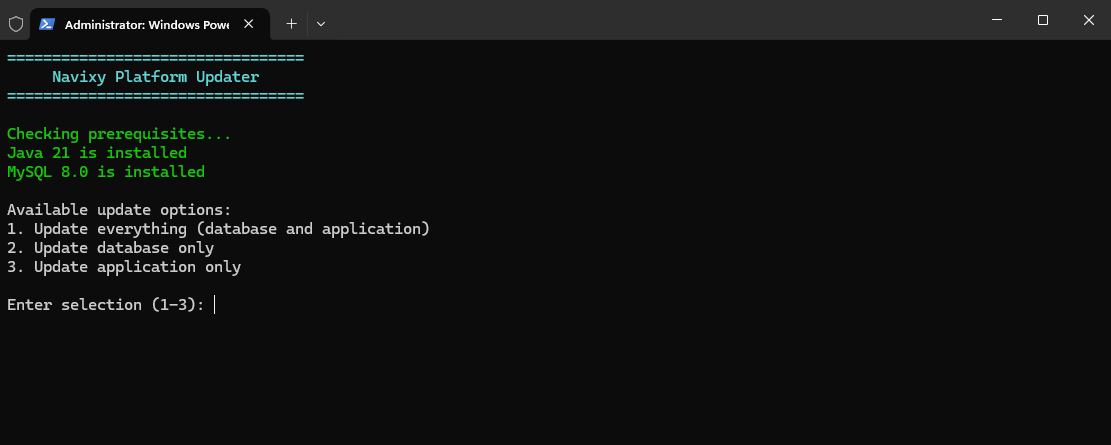 Administrator: Windows Powe
=================================
Navixy Platform Updater
=================================
Checking prerequisites...
Java 21 is installed
MySQL 8.0 is installed
Available update options:
1. Update everything (database and application)
2. Update database only
3. Update application only
Enter selection (1-3):